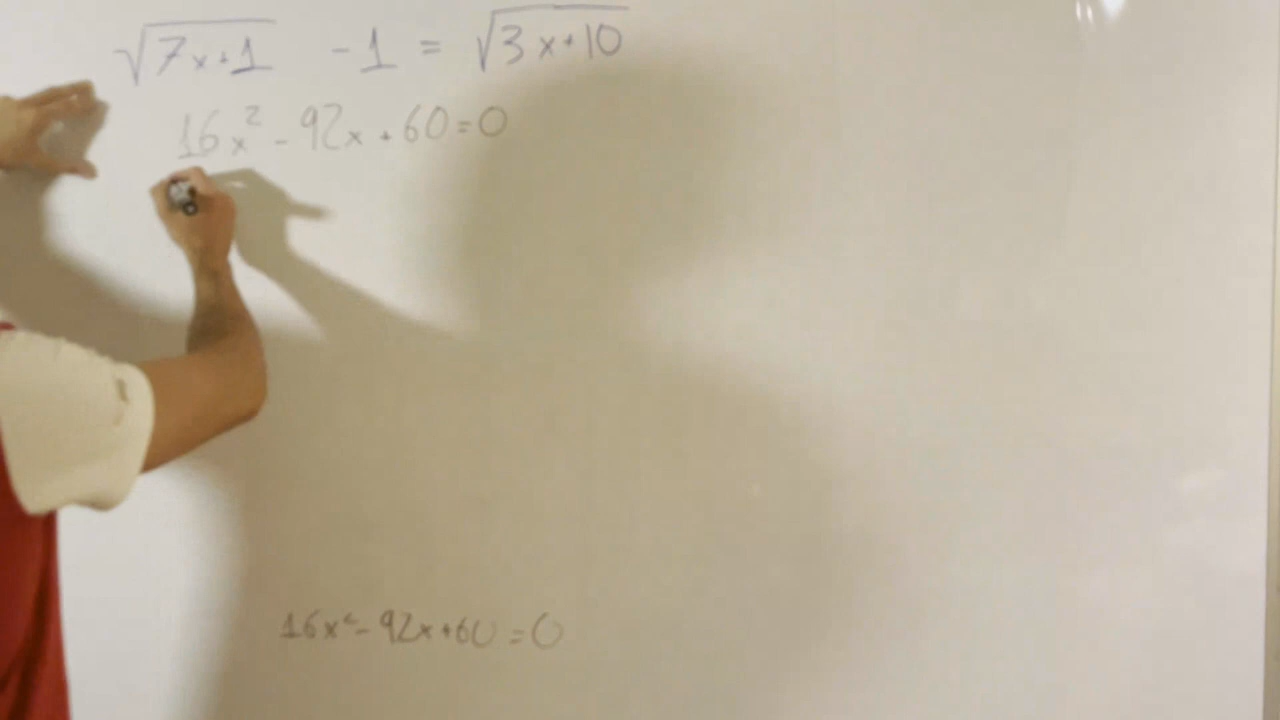 √(7x+1) -1 = √(3x+10)
16x² - 92x + 60 = 0
16x² - 92x + 60 = 0